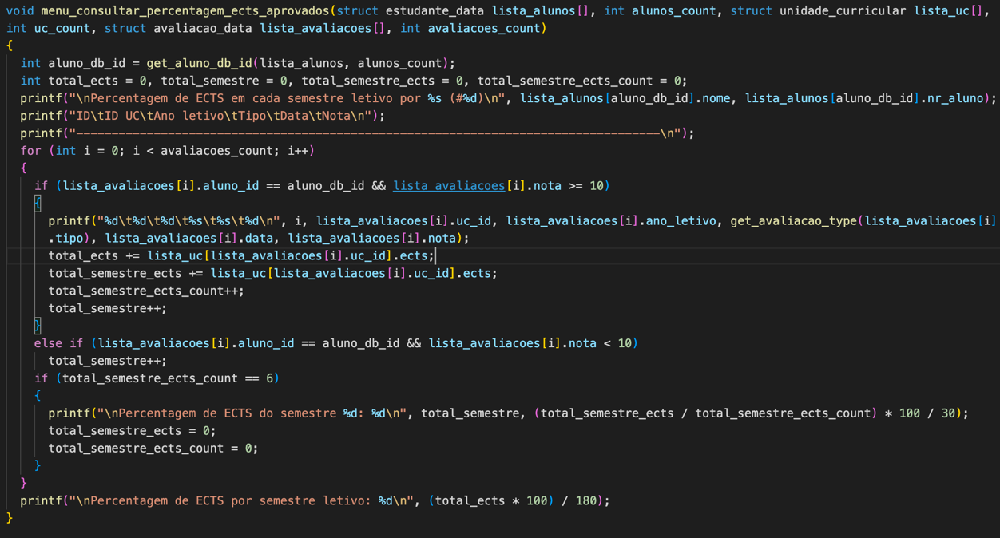 void menu_consultar_percentagem_ects_aprovados(struct estudante_data lista_alunos[], int alunos_count, struct unidade_curricular lista_uc[],
int uc_count, struct avaliacao_data lista_avaliacoes[], int avaliacoes_count)
{
  int aluno_db_id = get_aluno_db_id(lista_alunos, alunos_count);
  int total_ects = 0, total_semestre = 0, total_semestre_ects = 0, total_semestre_ects_count = 0;
  printf("\nPercentagem de ECTS em cada semestre letivo por %s (#%d)\n", lista_alunos[aluno_db_id].nome, lista_alunos[aluno_db_id].nr_aluno);
  printf("ID\tID UC\tAno letivo\tTipo\tData\tNota\n");
  printf("-----------------------------------------------------------------------------------\n");
  for (int i = 0; i < avaliacoes_count; i++)
  {
    if (lista_avaliacoes[i].aluno_id == aluno_db_id && lista_avaliacoes[i].nota >= 10)
    {
      printf("%d\t%d\t%d\t%s\t%s\t%d\n", i, lista_avaliacoes[i].uc_id, lista_avaliacoes[i].ano_letivo, get_avaliacao_type(lista_avaliacoes[i]
      .tipo), lista_avaliacoes[i].data, lista_avaliacoes[i].nota);
      total_ects += lista_uc[lista_avaliacoes[i].uc_id].ects;
      total_semestre_ects += lista_uc[lista_avaliacoes[i].uc_id].ects;
      total_semestre_ects_count++;
      total_semestre++;
    }
    else if (lista_avaliacoes[i].aluno_id == aluno_db_id && lista_avaliacoes[i].nota < 10)
      total_semestre++;
    if (total_semestre_ects_count == 6)
    {
      printf("\nPercentagem de ECTS do semestre %d: %d\n", total_semestre, (total_semestre_ects / total_semestre_ects_count) * 100 / 30);
      total_semestre_ects = 0;
      total_semestre_ects_count = 0;
    }
  }
  printf("\nPercentagem de ECTS por semestre letivo: %d\n", (total_ects * 100) / 180);
}